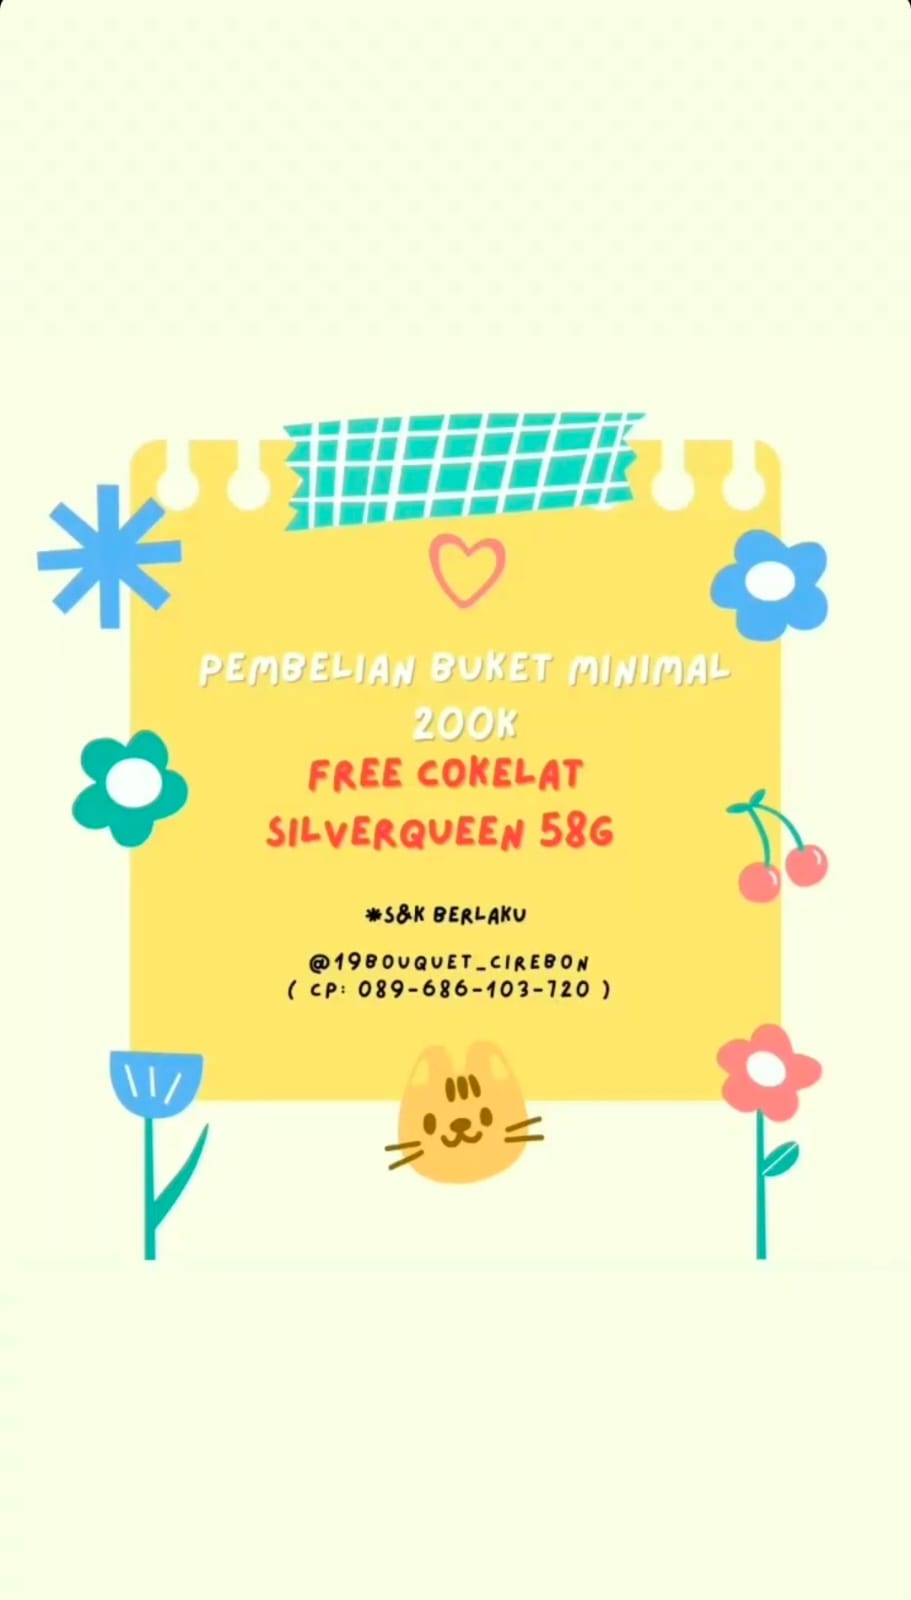 PEMBELIAN BUKET MINIMAL
200K
FREE COKELAT
SILVERQUEEN 58G
*S&K BERLAKU
@19BOUQUET_CIREBON
( CP: 089-686-103-720 )